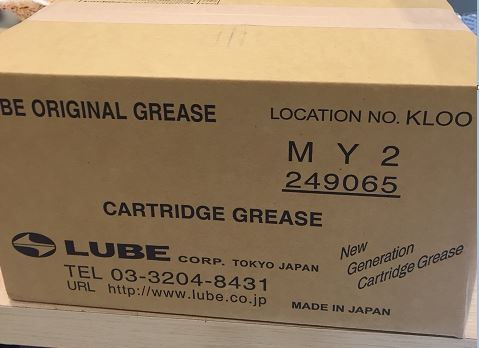 BE ORIGINAL GREASE
LOCATION NO. KLOO
M Y 2
249065
CARTRIDGE GREASE
LUBE CORP. TOKYO JAPAN
TEL 03-3204-8431
URL http://www.lube.co.jp
New
Generation
Cartridge Grease
MADE IN JAPAN